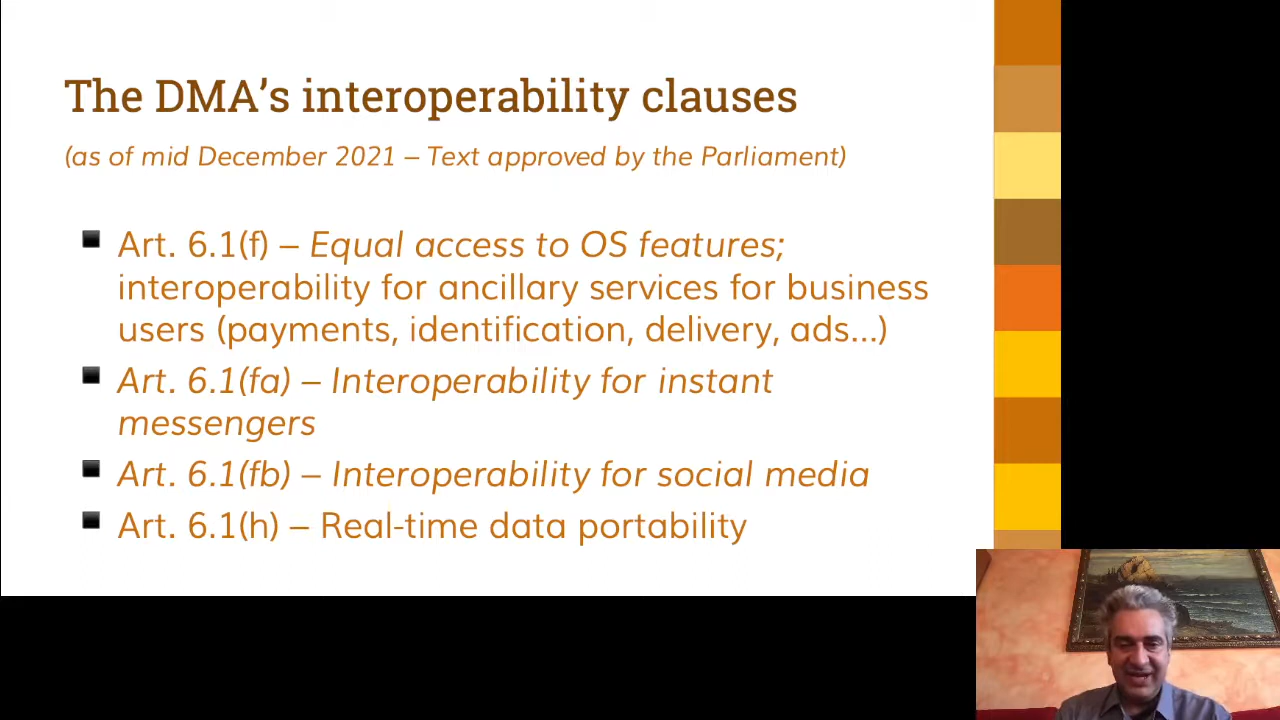 The DMA’s interoperability clauses
(as of mid December 2021 – Text approved by the Parliament)
Art. 6.1(f) – Equal access to OS features;
interoperability for ancillary services for business
users (payments, identification, delivery, ads...)
Art. 6.1(fa) – Interoperability for instant
messengers
Art. 6.1(fb) – Interoperability for social media
Art. 6.1(h) – Real-time data portability